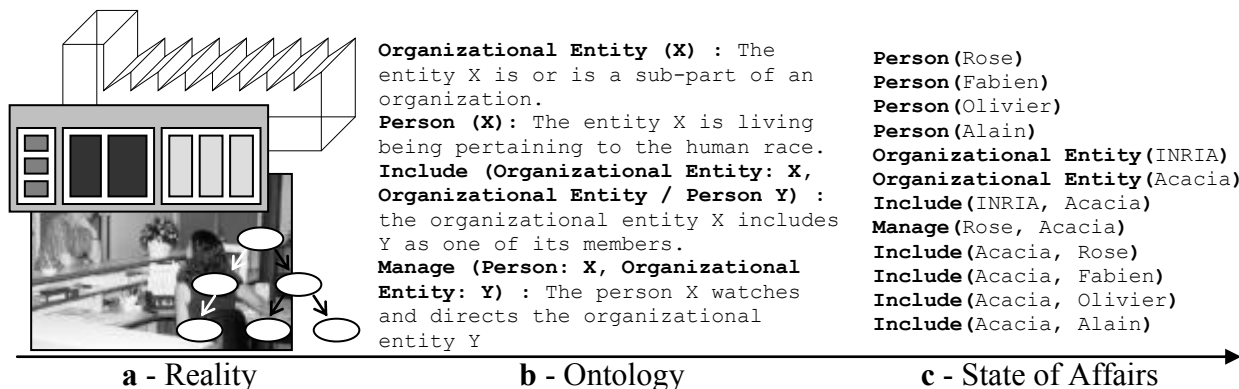 Organizational Entity (X) : The
entity X is or is a sub-part of an
organization.
Person (X): The entity X is living
being pertaining to the human race.
Include (Organizational Entity: X,
Organizational Entity / Person Y) :
the organizational entity X includes
Y as one of its members.
Manage (Person: X, Organizational
Entity: Y) : The person X watches
and directs the organizational
entity Y
Person(Rose)
Person(Fabien)
Person(Olivier)
Person(Alain)
Organizational Entity(INRIA)
Organizational Entity(Acacia)
Include(INRIA, Acacia)
Manage(Rose, Acacia)
Include(Acacia, Rose)
Include(Acacia, Fabien)
Include(Acacia, Olivier)
Include(Acacia, Alain)
a - Reality
b - Ontology
c - State of Affairs